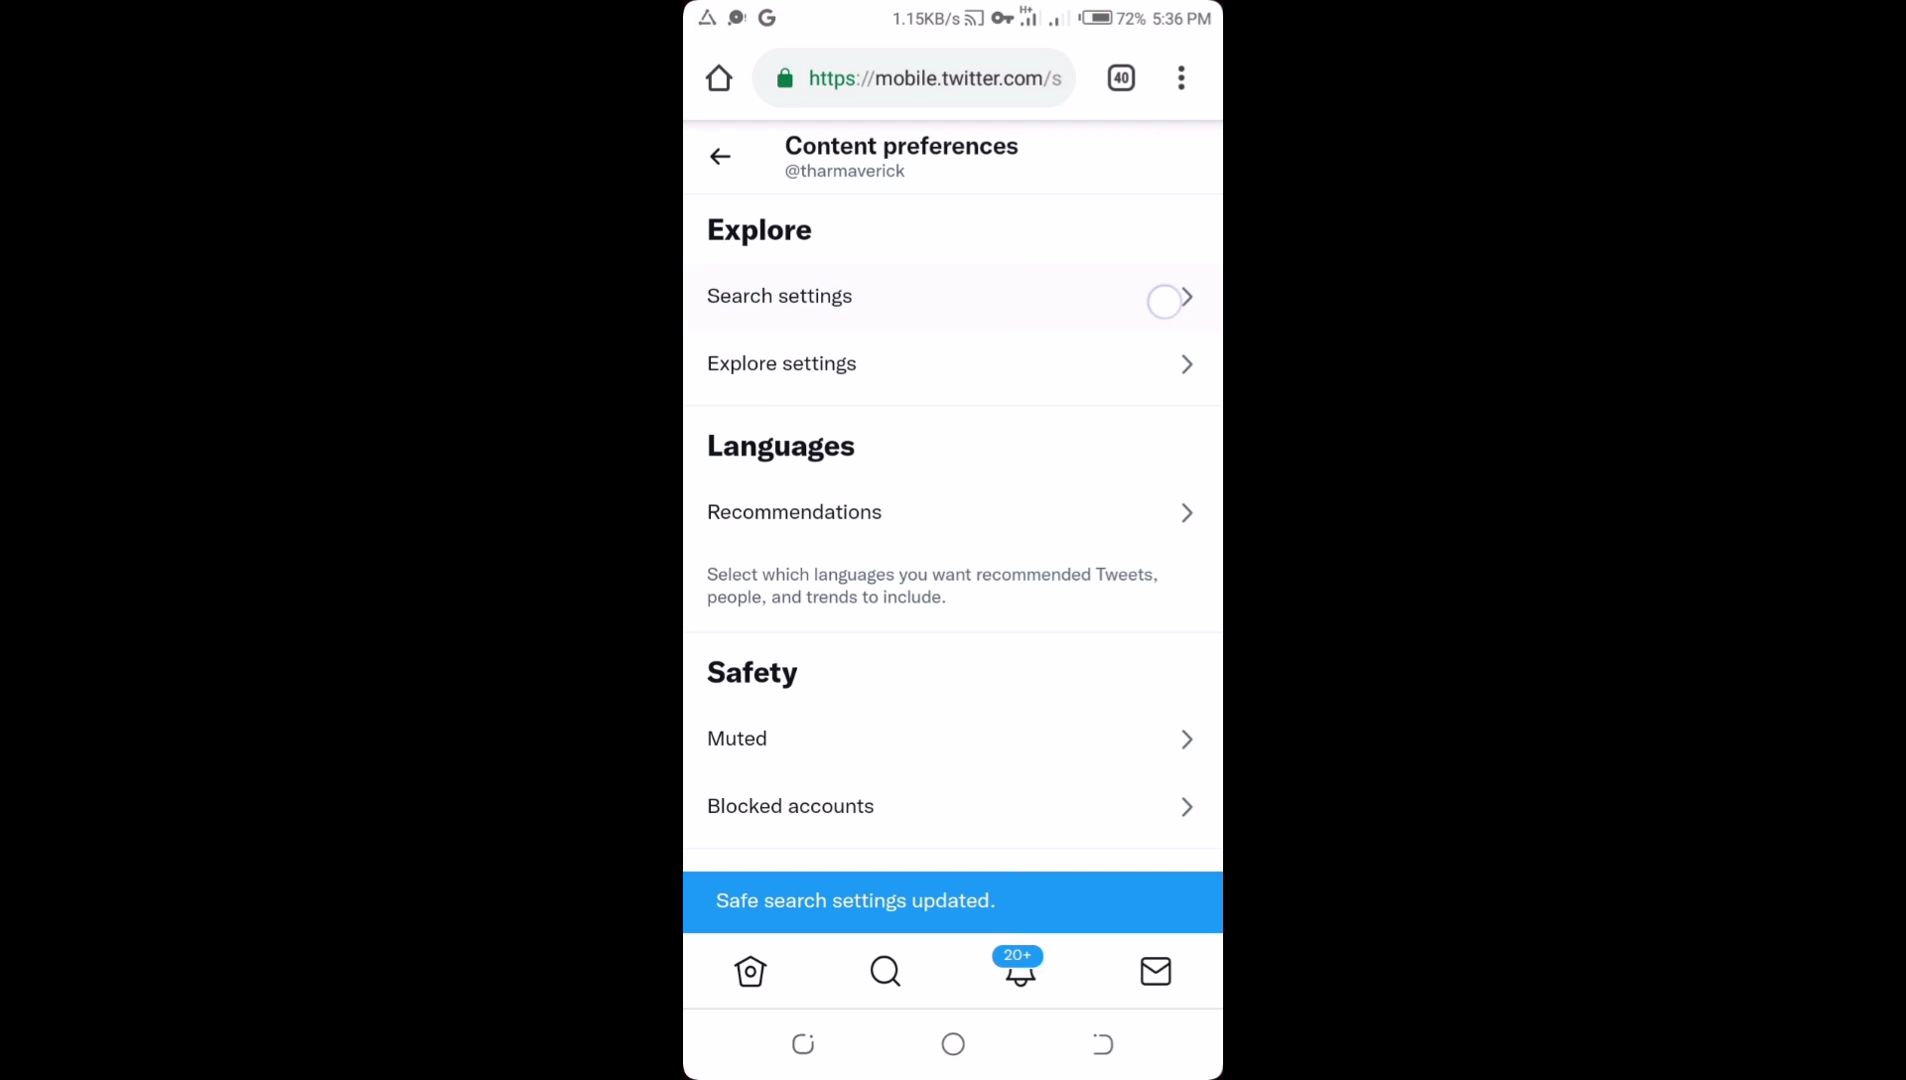 1.15KB/s H+ 72% 5:36 PM
https://mobile.twitter.com/s 40
Content preferences
@tharmaverick
Explore
Search settings
Explore settings
Languages
Recommendations
Select which languages you want recommended Tweets,
people, and trends to include.
Safety
Muted
Blocked accounts
Safe search settings updated.
20+